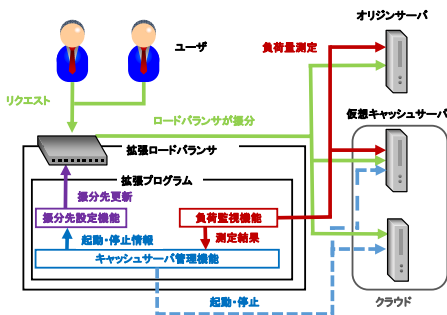 オリジンサーバ
ユーザ
負荷量測定
リクエスト
ロードバランサが振分
仮想キャッシュサーバ
拡張ロードバランサ
拡張プログラム
振分先更新
振分先設定機能
負荷監視機能
起動・停止情報
測定結果
キャッシュサーバ管理機能
起動・停止
クラウド